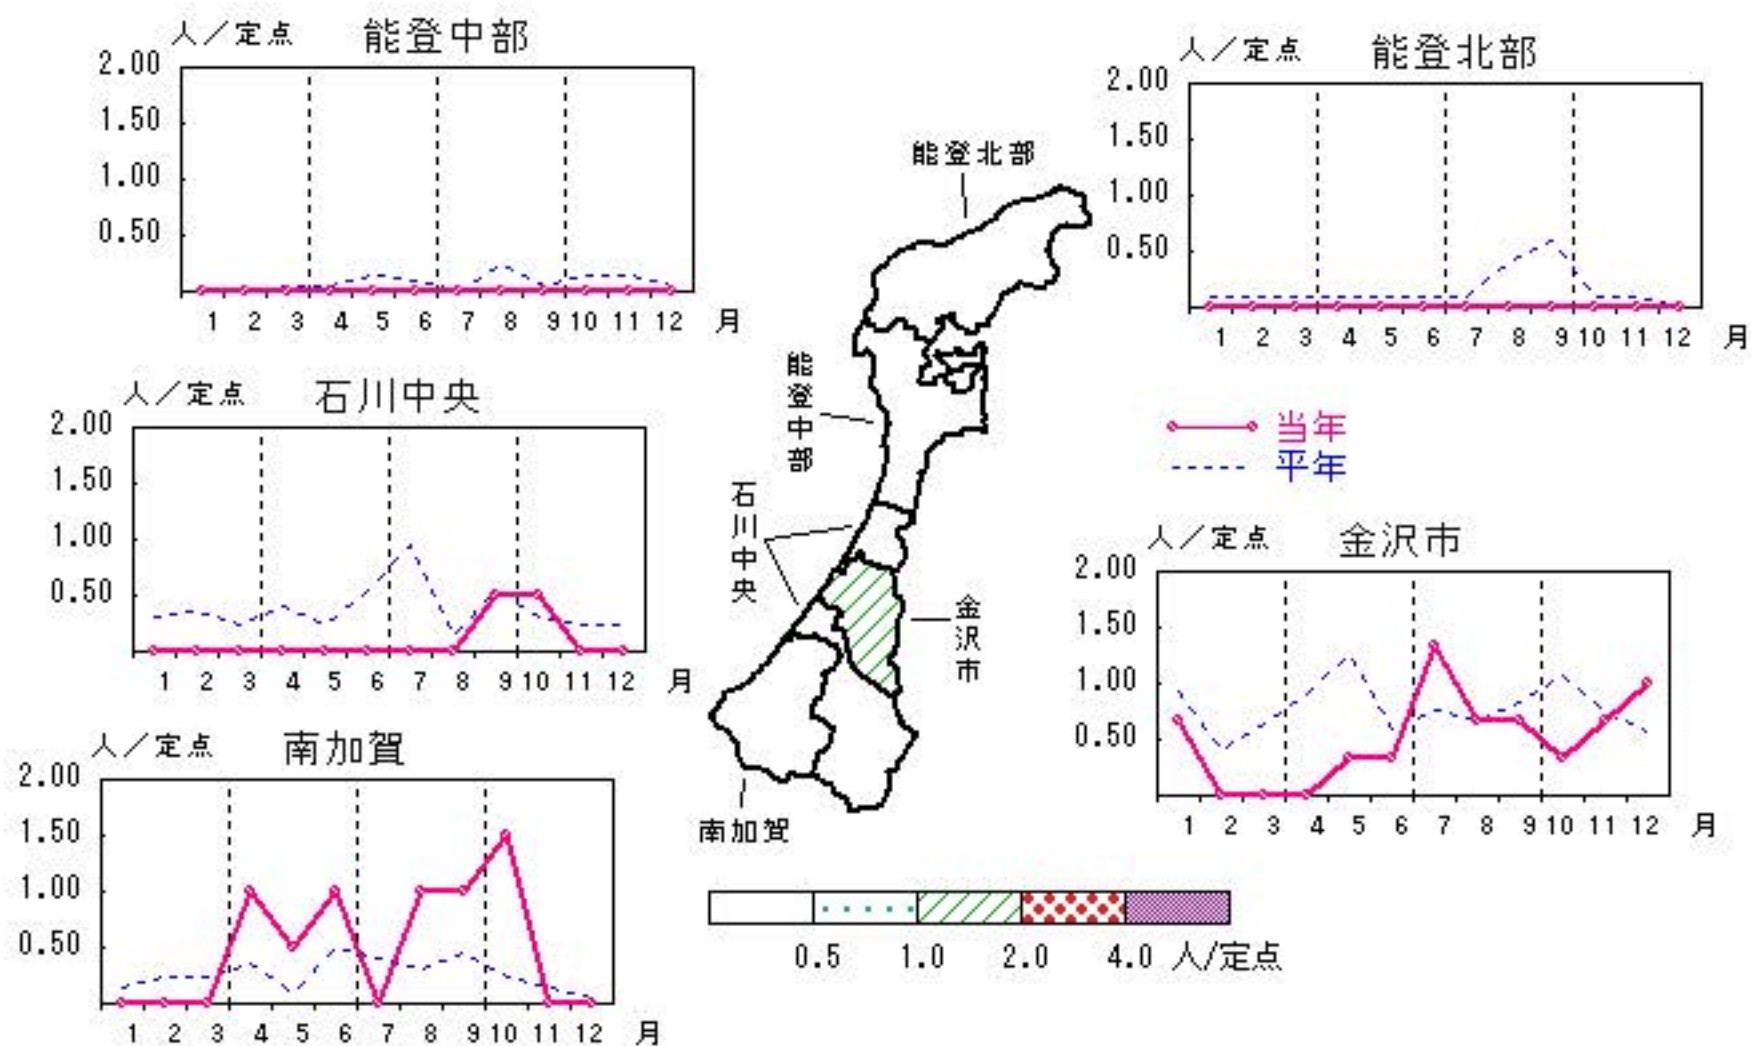 人／定点 能登中部
2.00
1.50
1.00
0.50
1 2 3 4 5 6 7 8 9 10 11 12 月
人／定点 能登北部
2.00
1.50
1.00
0.50
1 2 3 4 5 6 7 8 9 10 11 12 月
人／定点 石川中央
2.00
1.50
1.00
0.50
1 2 3 4 5 6 7 8 9 10 11 12 月
人／定点 南加賀
2.00
1.50
1.00
0.50
1 2 3 4 5 6 7 8 9 10 11 12 月
能登北部
能登中部
石川中央
金沢市
南加賀
当年
平年
人／定点 金沢市
2.00
1.50
1.00
0.50
1 2 3 4 5 6 7 8 9 10 11 12 月
0.5 1.0 2.0 4.0 人/定点